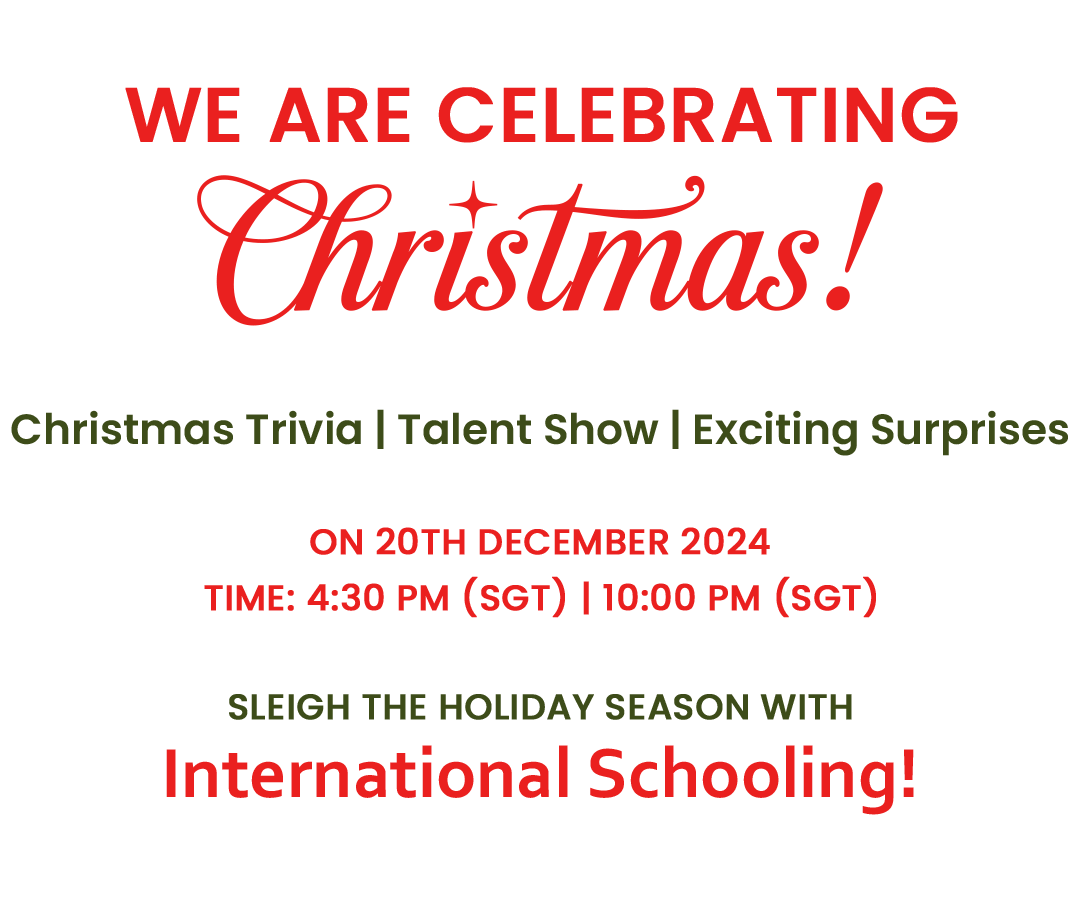 WE ARE CELEBRATING
Christmas!
Christmas Trivia | Talent Show | Exciting Surprises
ON 20TH DECEMBER 2024
TIME: 4:30 PM (SGT) | 10:00 PM (SGT)
SLEIGH THE HOLIDAY SEASON WITH
International Schooling!